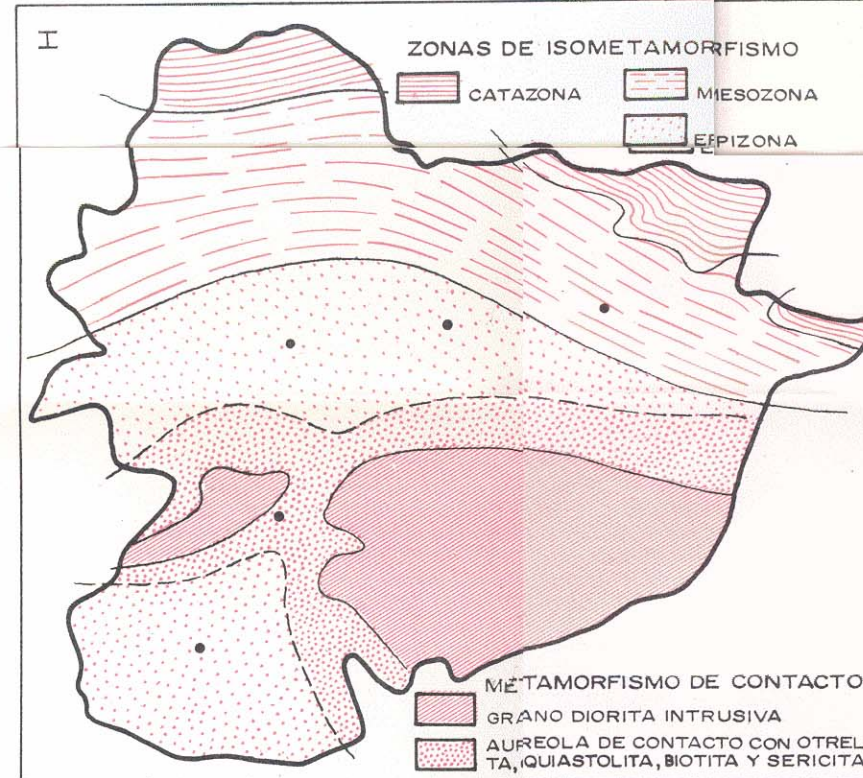 I
ZONAS DE ISOMETAMORFISMO
CATAZONA
MESOZONA
EPIZONA
METAMORFISMO DE CONTACTO
GRANO DIORITA INTRUSIVA
AUREOLA DE CONTACTO CON OTREL
TA, QUIASTOLITA, BIOTITA Y SERICITA